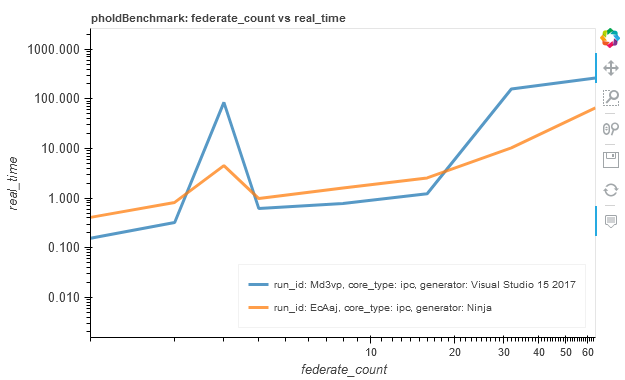 pholdBenchmark: federate_count vs real_time
1000.000
100.000
10.000
1.000
0.100
0.010
real_time
run_id: Md3vp, core_type: ipc, generator: Visual Studio 15 2017
run_id: EcAaj, core_type: ipc, generator: Ninja
10 20 30 40 50 60
federate_count